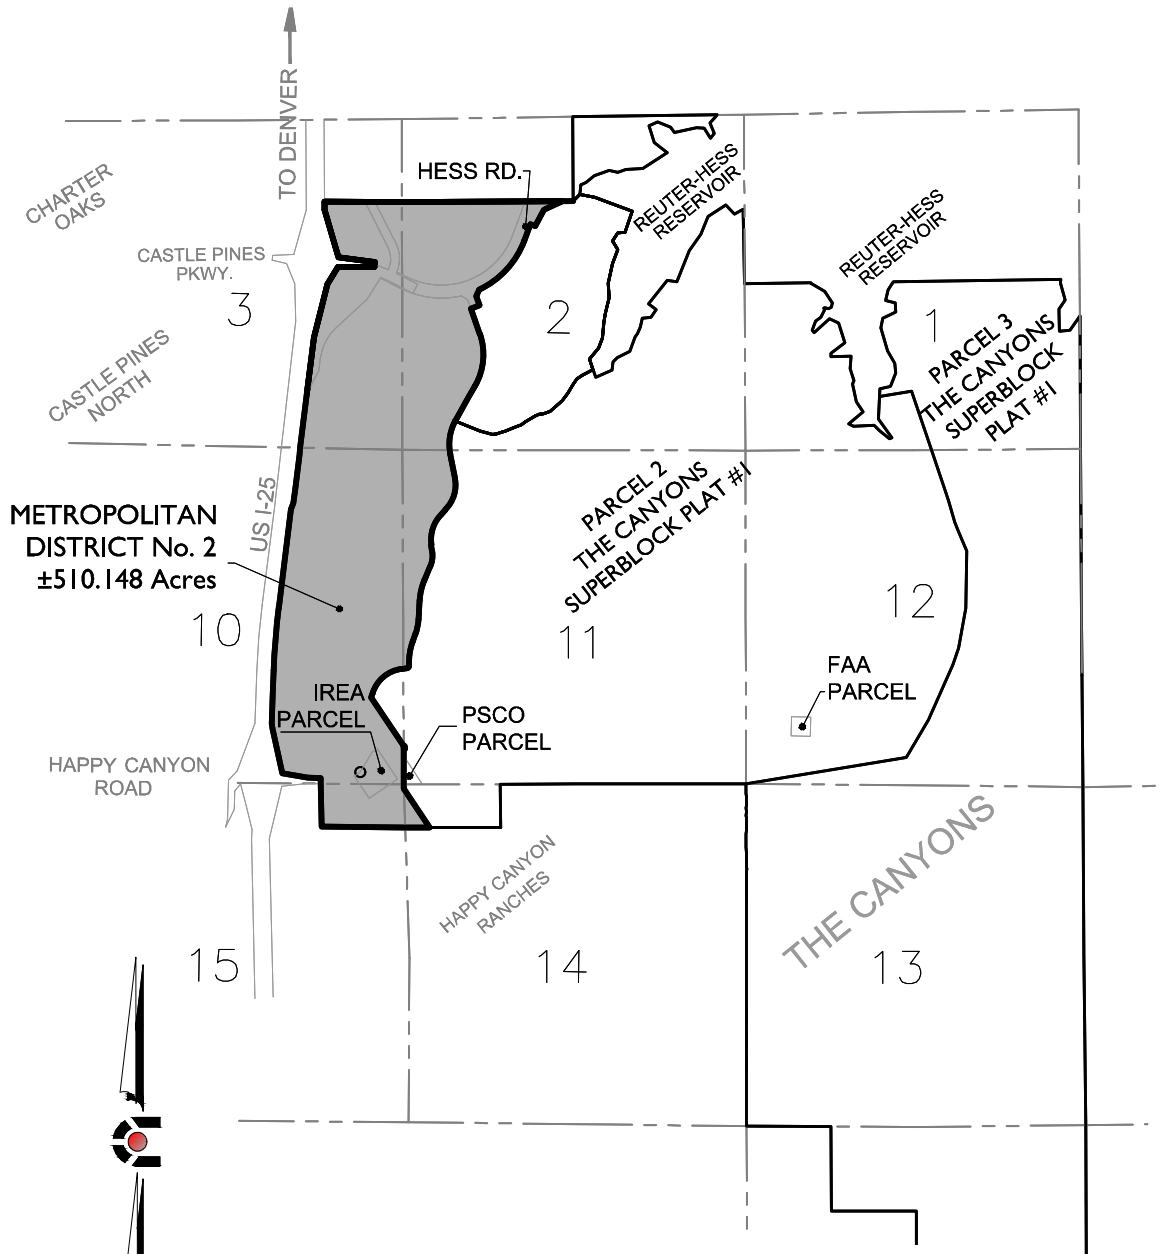 TO DENVER
CHARTER
OAKS
HESS RD.
REUTER-HESS
RESERVOIR
CASTLE PINES
PKWY.
REUTER-HESS
RESERVOIR
3
2
1
PARCEL 3
THE CANYONS
SUPERBLOCK
PLAT #1
CASTLE PINES
NORTH
US I-25
PARCEL 2
THE CANYONS
SUPERBLOCK PLAT #1
METROPOLITAN
DISTRICT No. 2
±510.148 Acres
10
11
12
IREA
PARCEL
PSCO
PARCEL
FAA
PARCEL
HAPPY CANYON
ROAD
HAPPY CANYON
RANCHES
THE CANYONS
15
14
13